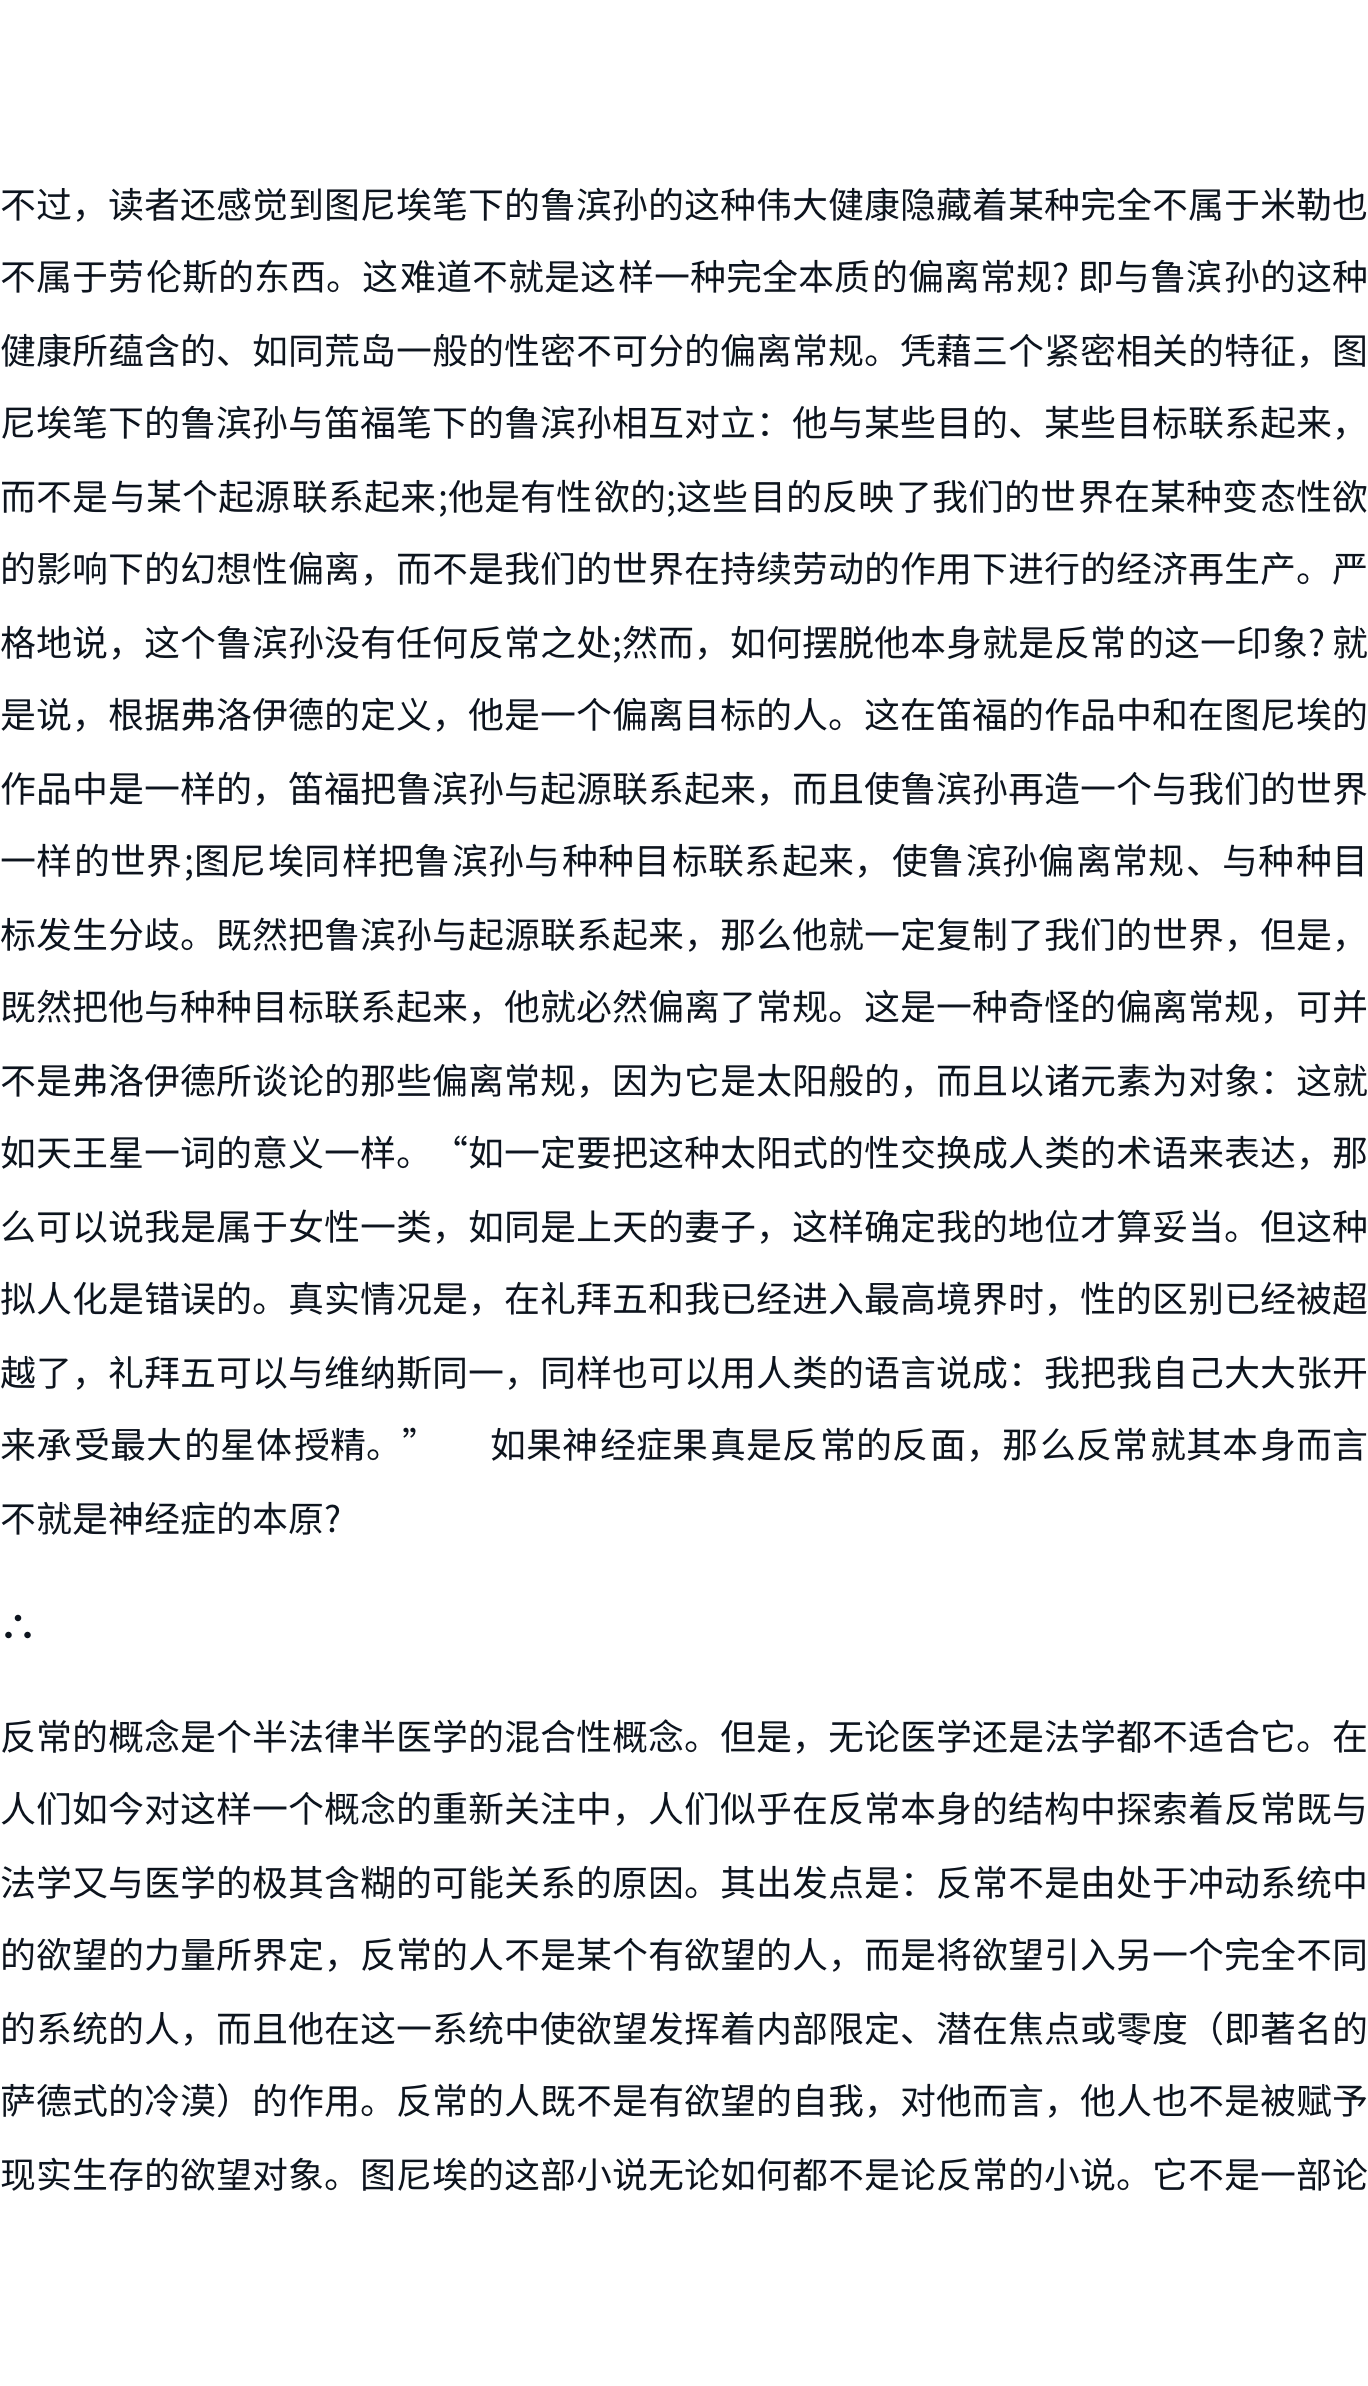 不过，读者还感觉到图尼埃笔下的鲁滨孙的这种伟大健康隐藏着某种完全不属于米勒也
不属于劳伦斯的东西。这难道不就是这样一种完全本质的偏离常规? 即与鲁滨孙的这种
健康所蕴含的、如同荒岛一般的性密不可分的偏离常规。凭藉三个紧密相关的特征，图
尼埃笔下的鲁滨孙与笛福笔下的鲁滨孙相互对立：他与某些目的、某些目标联系起来，
而不是与某个起源联系起来;他是有性欲的;这些目的反映了我们的世界在某种变态性欲
的影响下的幻想性偏离，而不是我们的世界在持续劳动的作用下进行的经济再生产。严
格地说，这个鲁滨孙没有任何反常之处;然而，如何摆脱他本身就是反常的这一印象? 就
是说，根据弗洛伊德的定义，他是一个偏离目标的人。这在笛福的作品中和在图尼埃的
作品中是一样的，笛福把鲁滨孙与起源联系起来，而且使鲁滨孙再造一个与我们的世界
一样的世界;图尼埃同样把鲁滨孙与种种目标联系起来，使鲁滨孙偏离常规、与种种目
标发生分歧。既然把鲁滨孙与起源联系起来，那么他就一定复制了我们的世界，但是，
既然把他与种种目标联系起来，他就必然偏离了常规。这是一种奇怪的偏离常规，可并
不是弗洛伊德所谈论的那些偏离常规，因为它是太阳般的，而且以诸元素为对象：这就
如天王星一词的意义一样。 “如一定要把这种太阳式的性交换成人类的术语来表达，那
么可以说我是属于女性一类，如同是上天的妻子，这样确定我的地位才算妥当。但这种
拟人化是错误的。真实情况是，在礼拜五和我已经进入最高境界时，性的区别已经被超
越了，礼拜五可以与维纳斯同一，同样也可以用人类的语言说成：我把我自己大大张开
来承受最大的星体授精。”　　如果神经症果真是反常的反面，那么反常就其本身而言
不就是神经症的本原?
∴
反常的概念是个半法律半医学的混合性概念。但是，无论医学还是法学都不适合它。在
人们如今对这样一个概念的重新关注中，人们似乎在反常本身的结构中探索着反常既与
法学又与医学的极其含糊的可能关系的原因。其出发点是：反常不是由处于冲动系统中
的欲望的力量所界定，反常的人不是某个有欲望的人，而是将欲望引入另一个完全不同
的系统的人，而且他在这一系统中使欲望发挥着内部限定、潜在焦点或零度（即著名的
萨德式的冷漠）的作用。反常的人既不是有欲望的自我，对他而言，他人也不是被赋予
现实生存的欲望对象。图尼埃的这部小说无论如何都不是论反常的小说。它不是一部论